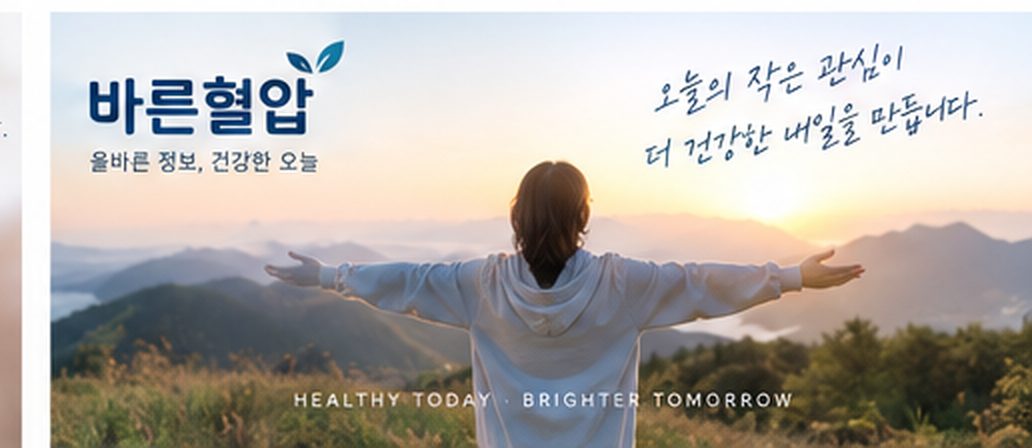 바른혈압
올바른 정보, 건강한 오늘
오늘의 작은 관심이
더 건강한 내일을 만듭니다.
HEALTHY TODAY · BRIGHTER TOMORROW